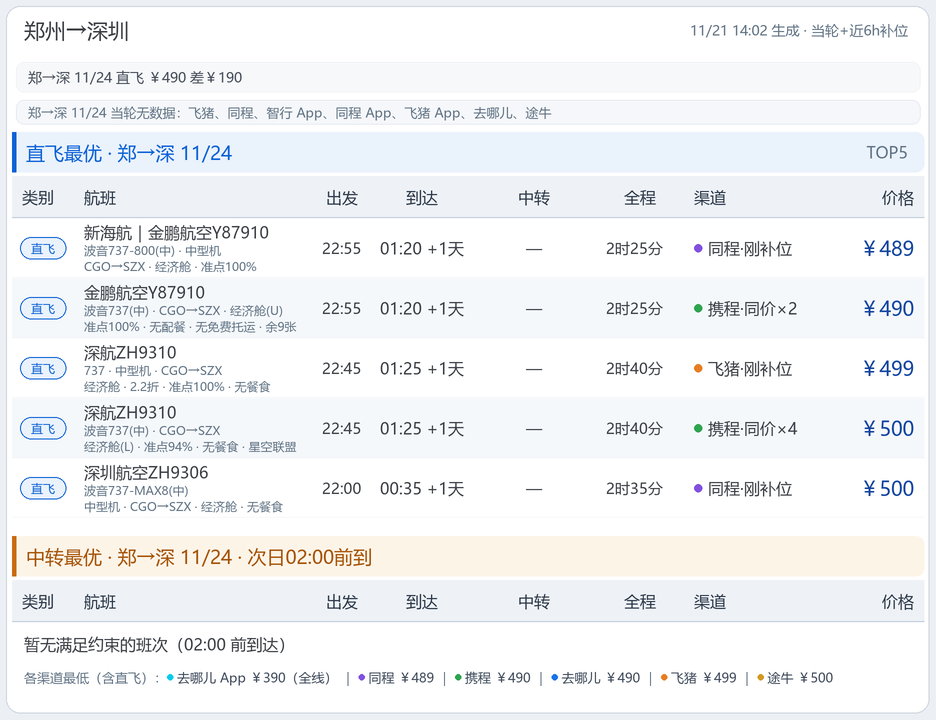 郑州→深圳
11/21 14:02 生成 · 当轮+近6h补位
郑→深 11/24 直飞 ¥490 差¥190
郑→深 11/24 当轮无数据：飞猪、同程、智行 App、同程 App、飞猪 App、去哪儿、途牛
直飞最优 · 郑→深 11/24 TOP5
类别 航班 出发 到达 中转 全程 渠道 价格
直飞 新海航｜金鹏航空Y87910 22:55 01:20 +1天 — 2时25分 同程·刚补位 ¥489
波音737-800(中) · 中型机
CGO→SZX · 经济舱 · 准点100%
直飞 金鹏航空Y87910 22:55 01:20 +1天 — 2时25分 携程·同价×2 ¥490
波音737(中) · CGO→SZX · 经济舱(U)
准点100% · 无配餐 · 无免费托运 · 余9张
直飞 深航ZH9310 22:45 01:25 +1天 — 2时40分 飞猪·刚补位 ¥499
737 · 中型机 · CGO→SZX
经济舱 · 2.2折 · 准点100% · 无餐食
直飞 深航ZH9310 22:45 01:25 +1天 — 2时40分 携程·同价×4 ¥500
波音737(中) · CGO→SZX
经济舱(L) · 准点94% · 无餐食 · 星空联盟
直飞 深圳航空ZH9306 22:00 00:35 +1天 — 2时35分 同程·刚补位 ¥500
波音737-MAX8(中)
中型机 · CGO→SZX · 经济舱 · 无餐食
中转最优 · 郑→深 11/24 · 次日02:00前到
类别 航班 出发 到达 中转 全程 渠道 价格
暂无满足约束的班次（02:00 前到达）
各渠道最低（含直飞）： 去哪儿 App ¥390（全线） | 同程 ¥489 | 携程 ¥490 | 去哪儿 ¥490 | 飞猪 ¥499 | 途牛 ¥500